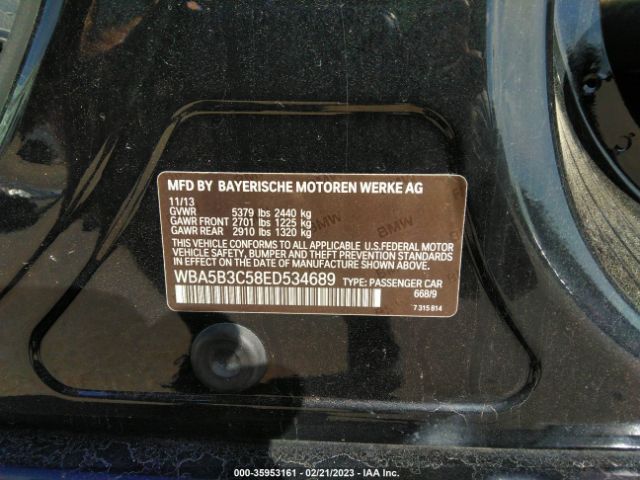 MFD BY BAYERISCHE MOTOREN WERKE AG
11/13
GVWR 5379 lbs 2440 kg
GAWR FRONT 2701 lbs 1225 kg
GAWR REAR 2910 lbs 1320 kg
THIS VEHICLE CONFORMS TO ALL APPLICABLE U.S.FEDERAL MOTOR
VEHICLE SAFETY, BUMPER AND THEFT PREVENTION STANDARDS
IN EFFECT ON THE DATE OF MANUFACTURE SHOWN ABOVE.
WBA5B3C58ED534689 TYPE: PASSENGER CAR
668/9
7 315 814
BMW
BMW
000-35953161 - 02/21/2023 - IAA Inc.